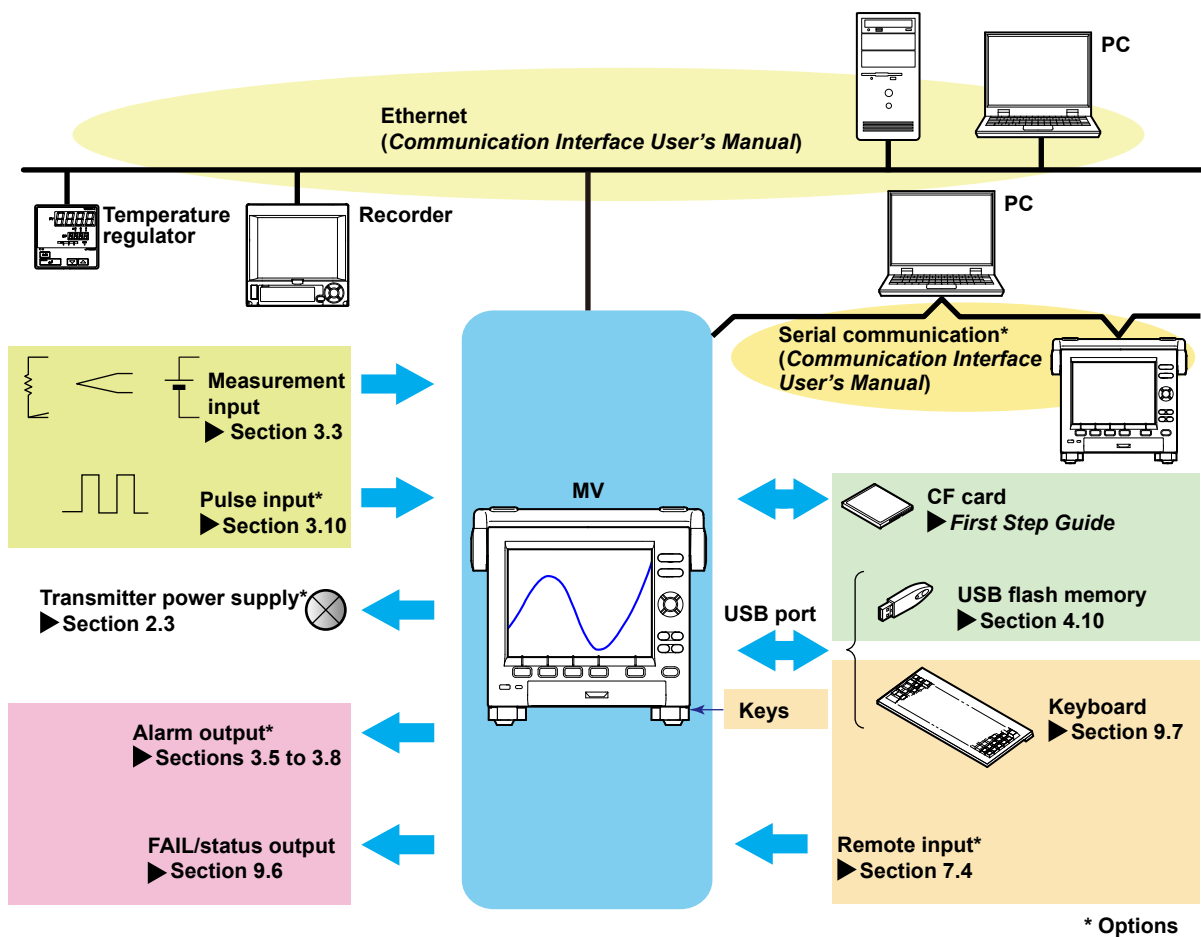 PC
Ethernet
(Communication Interface User's Manual)
Temperature
regulator
Recorder
PC
Serial communication*
(Communication Interface
User's Manual)
Measurement
input
▶ Section 3.3
Pulse input*
▶ Section 3.10
MV
CF card
▶ First Step Guide
Transmitter power supply*
▶ Section 2.3
USB port
USB flash memory
▶ Section 4.10
Keys
Keyboard
▶ Section 9.7
Alarm output*
▶ Sections 3.5 to 3.8
FAIL/status output
▶ Section 9.6
Remote input*
▶ Section 7.4
* Options